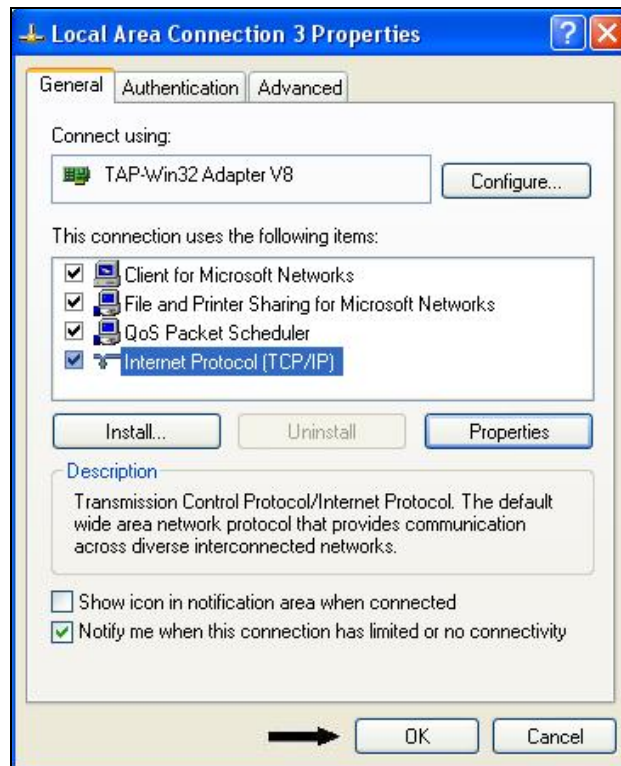 Local Area Connection 3 Properties
?
General Authentication Advanced
Connect using:
TAP-Win32 Adapter V8
Configure...
This connection uses the following items:
Client for Microsoft Networks
File and Printer Sharing for Microsoft Networks
QoS Packet Scheduler
Internet Protocol (TCP/IP)
Install... Uninstall Properties
Description
Transmission Control Protocol/Internet Protocol. The default
wide area network protocol that provides communication
across diverse interconnected networks.
Show icon in notification area when connected
Notify me when this connection has limited or no connectivity
OK Cancel